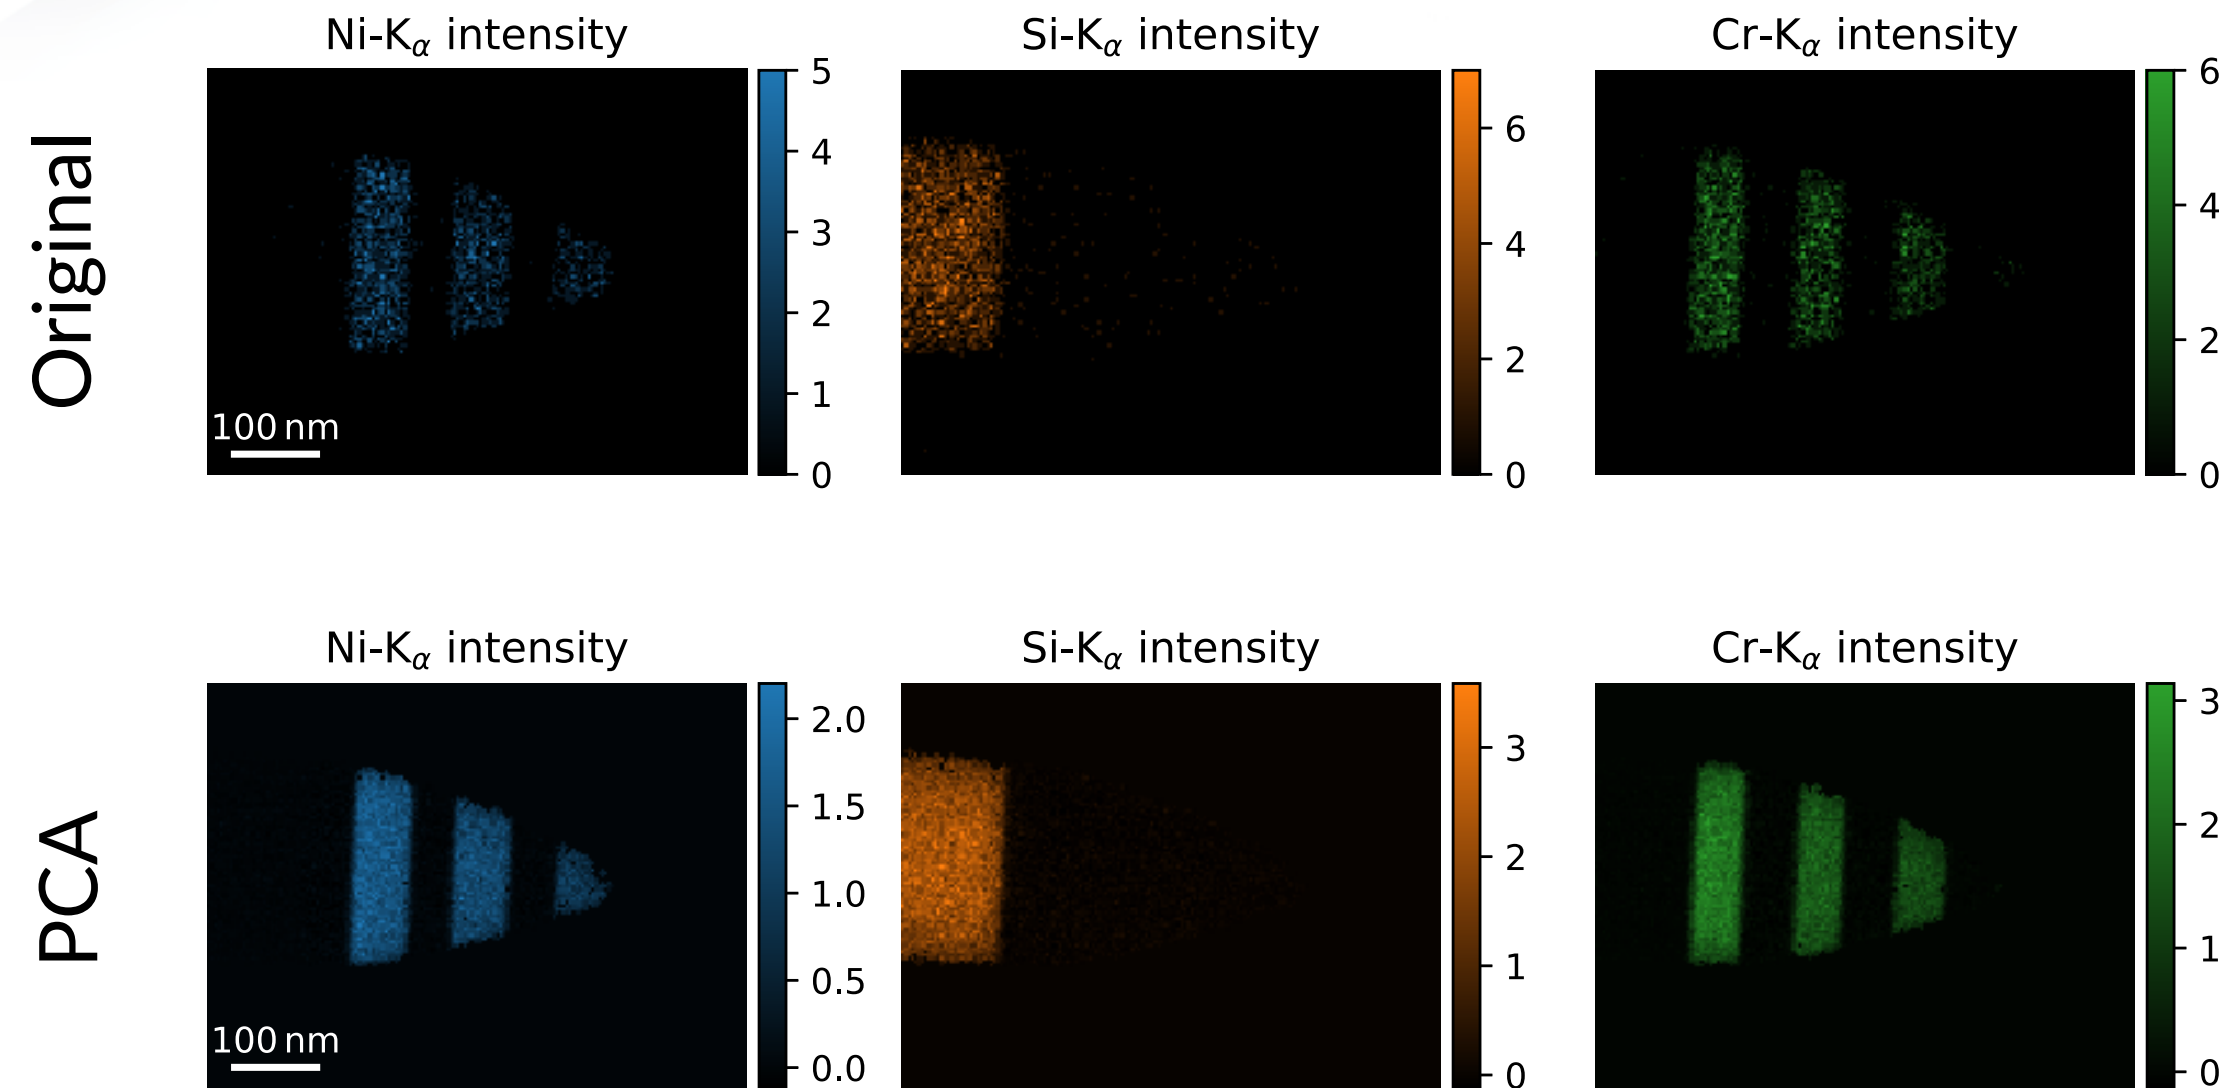 Original
Ni-Kα intensity
5
4
3
2
1
0
100 nm
Si-Kα intensity
6
4
2
0
Cr-Kα intensity
6
4
2
0
PCA
Ni-Kα intensity
2.0
1.5
1.0
0.5
0.0
100 nm
Si-Kα intensity
3
2
1
0
Cr-Kα intensity
3
2
1
0